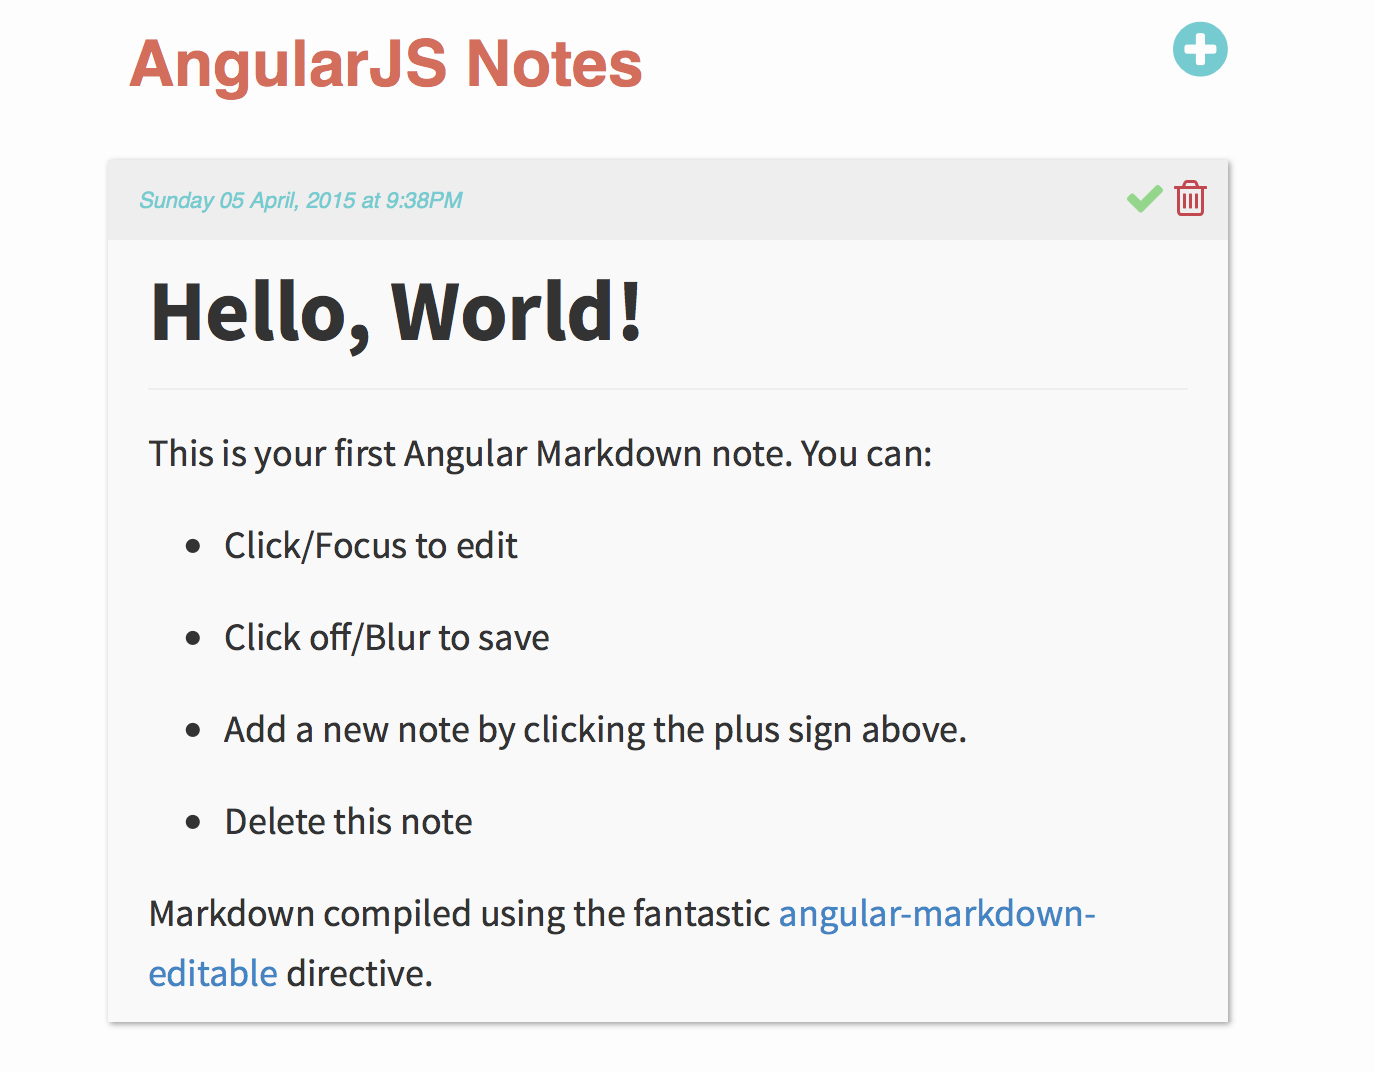 AngularJS Notes
Sunday 05 April, 2015 at 9:38PM
Hello, World!
This is your first Angular Markdown note. You can:
Click/Focus to edit
Click off/Blur to save
Add a new note by clicking the plus sign above.
Delete this note
Markdown compiled using the fantastic angular-markdown-
editable directive.